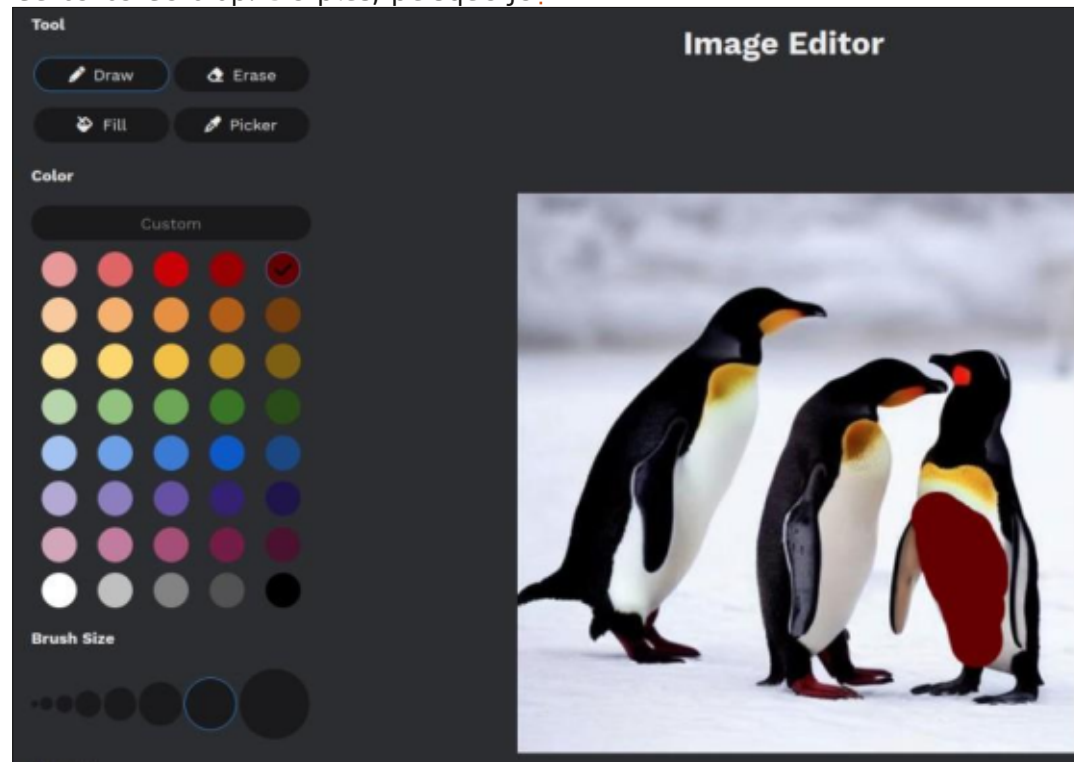 Tool
Image Editor
Draw
Erase
Fill
Picker
Color
Custom
Brush Size